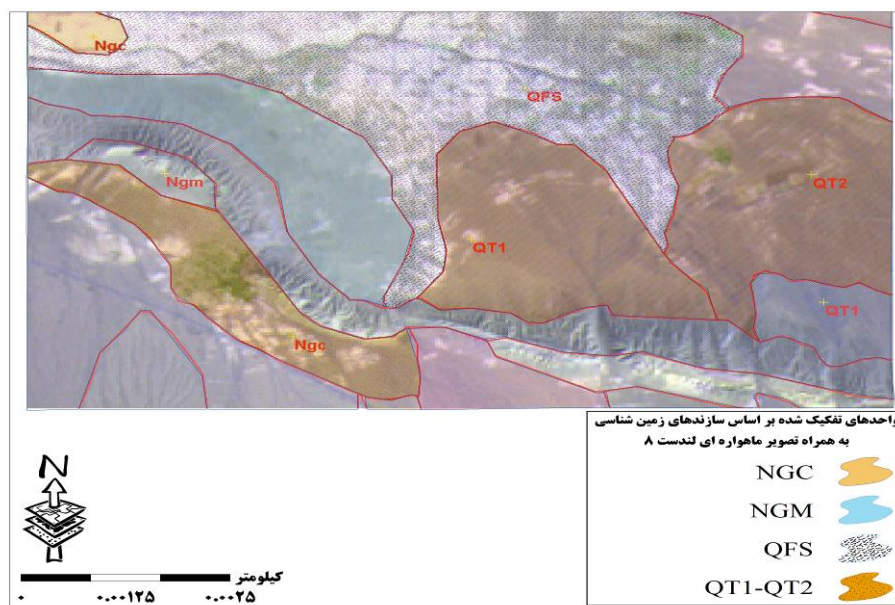 Ngc
QFS
Ngm
QT2
QT1
QT1
Ngc
واحدهای تفکیک شده بر اساس سازندهای زمین شناسی
به همراه تصویر ماهواره ای لندست ۸
NGC
NGM
QFS
QT1-QT2
N
کیلومتر
۰ ۰.۰۰۱۲۵ ۰.۰۰۲۵